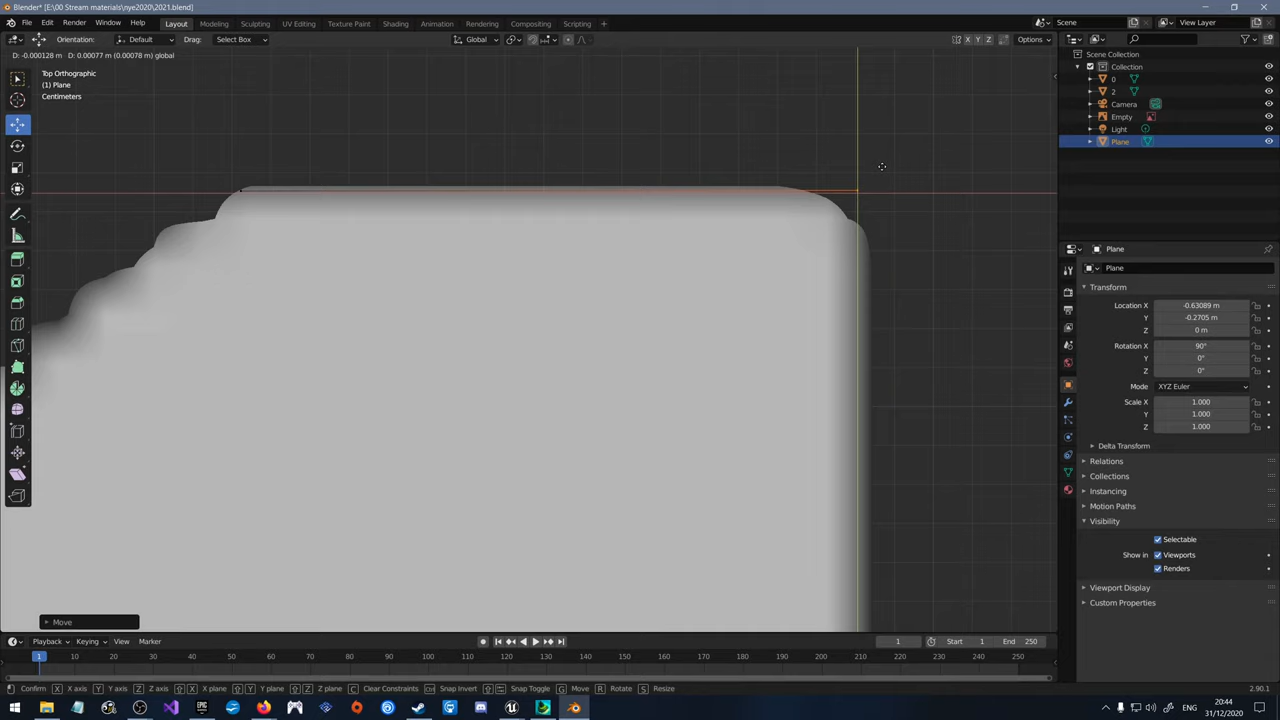 Blender* [E:\00 Stream materials\nye2020\2021.blend]
File Edit Render Window Help Layout Modeling Sculpting UV Editing Texture Paint Shading Animation Rendering Compositing Scripting + Scene View Layer
Orientation: Default Drag: Select Box Global X Y Z Options
D: -0.000128 m D: 0.00077 m (0.00078 m) global
Top Orthographic
(1) Plane
Centimeters
Scene Collection
Collection
0
2
Camera
Empty
Light
Plane
Plane
Plane
Transform
Location X -0.63089 m
Y -0.2705 m
Z 0 m
Rotation X 90°
Y 0°
Z 0°
Mode XYZ Euler
Scale X 1.000
Y 1.000
Z 1.000
Delta Transform
Relations
Collections
Instancing
Motion Paths
Visibility
Selectable
Show in Viewports
Renders
Viewport Display
Custom Properties
Move
Playback Keying View Marker 1 Start 1 End 250
1 10 20 30 40 50 60 70 80 90 100 110 120 130 140 150 160 170 180 190 200 210 220 230 240 250
Confirm X X axis Y Y axis Z Z axis X X plane Y Y plane Z Z plane C Clear Constraints Ctrl Snap Invert Snap Toggle G Move R Rotate S Resize 2.90.1
ENG 20:44
31/12/2020